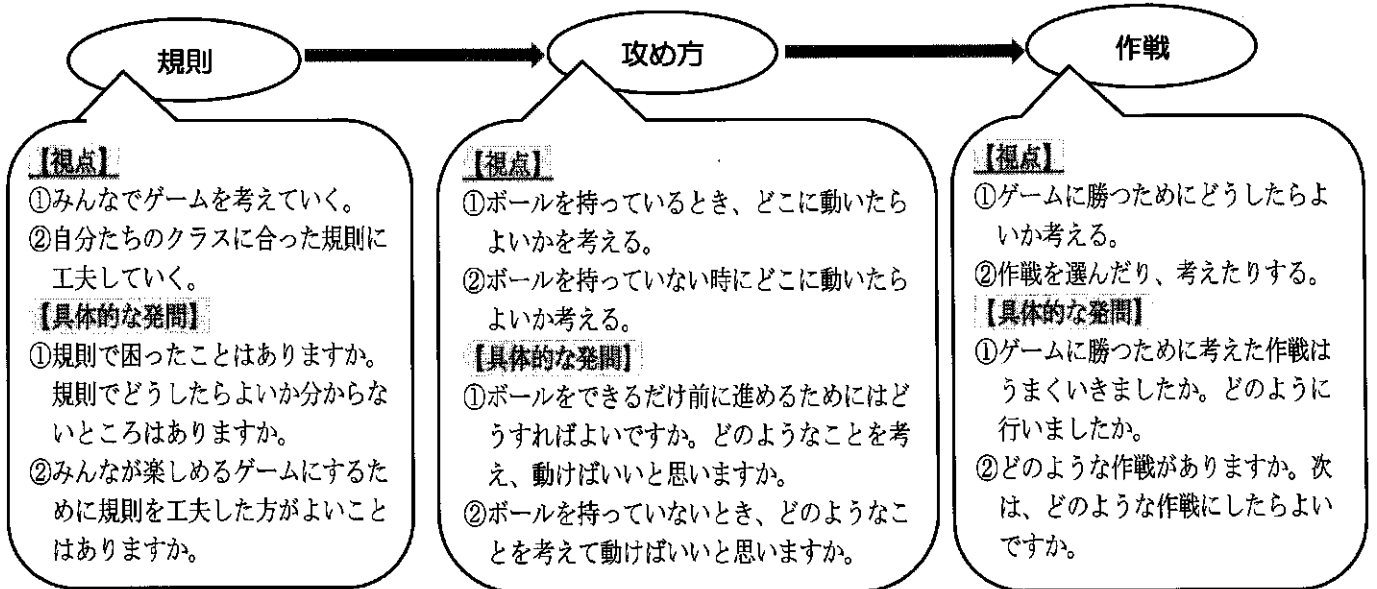 規則
攻め方
作戦
【視点】
①みんなでゲームを考えていく。
②自分たちのクラスに合った規則に
工夫していく。
【具体的な発問】
①規則で困ったことはありますか。
規則でどうしたらよいか分からな
いところはありますか。
②みんなが楽しめるゲームにするた
めに規則を工夫した方がよいこと
はありますか。
【視点】
①ボールを持っているとき、どこに動いたら
よいかを考える。
②ボールを持っていない時にどこに動いたら
よいか考える。
【具体的な発問】
①ボールをできるだけ前に進めるためにはど
うすればよいですか。どのようなことを考
え、動けばいいと思いますか。
②ボールを持っていないとき、どのようなこ
とを考えて動けばいいと思いますか。
【視点】
①ゲームに勝つためにどうしたらよ
いか考える。
②作戦を選んだり、考えたりする。
【具体的な発問】
①ゲームに勝つために考えた作戦は
うまくいきましたか。どのように
行いましたか。
②どのような作戦がありますか。次
は、どのような作戦にしたらよい
ですか。